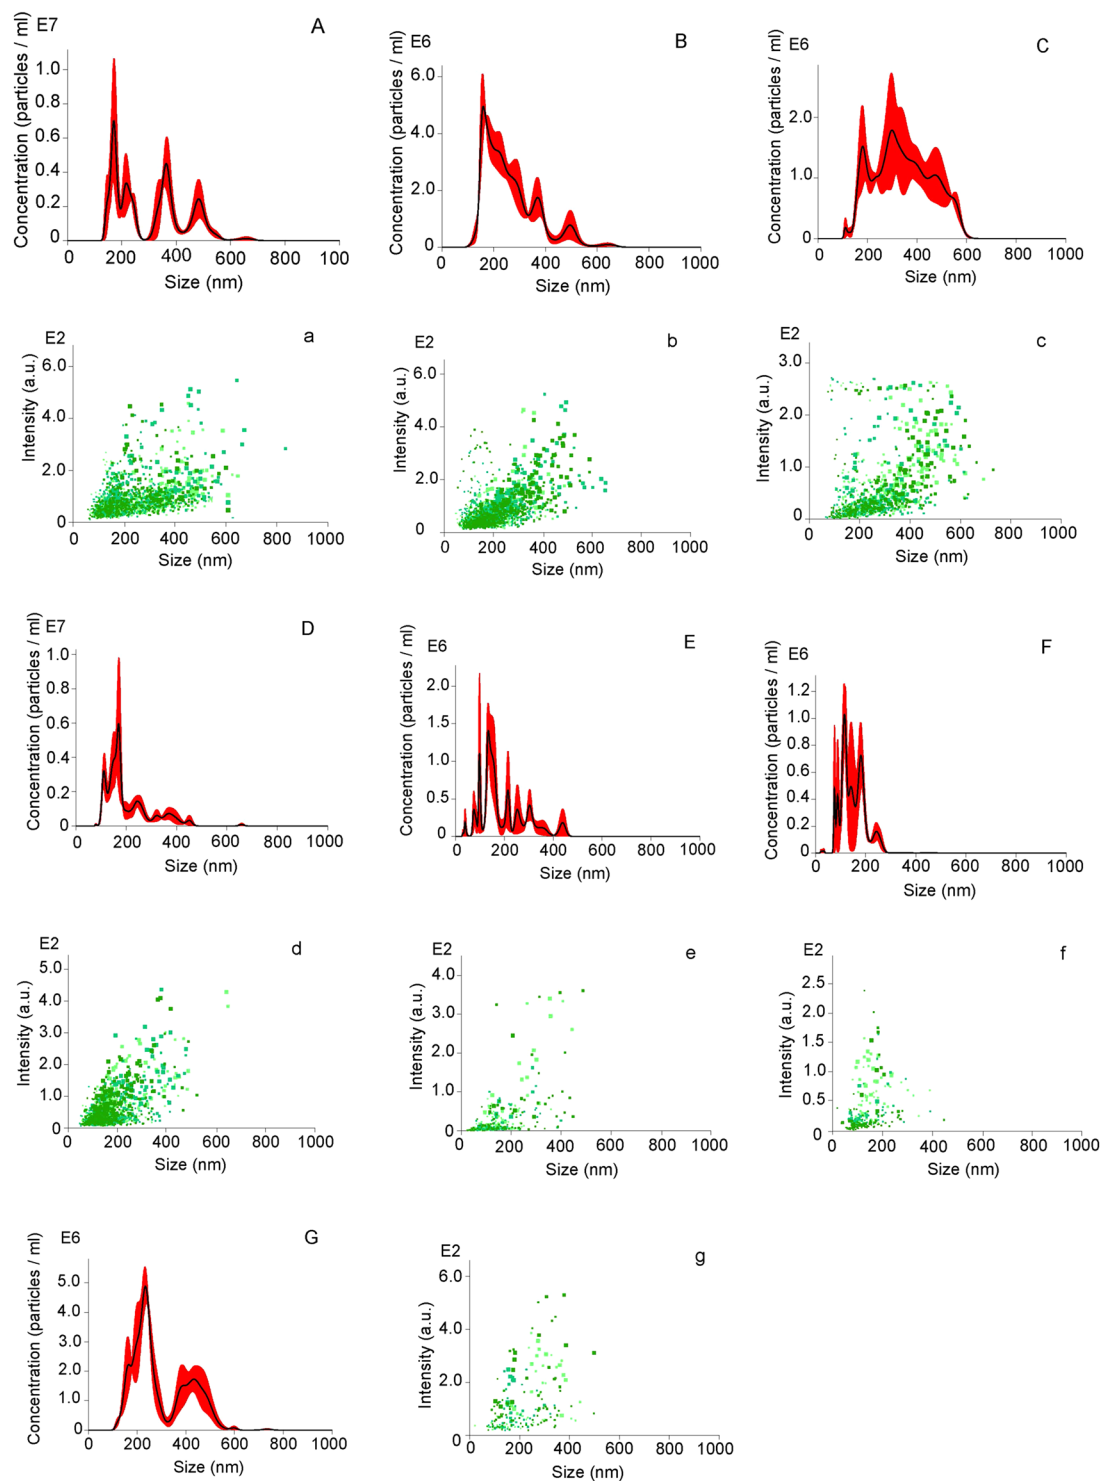 E7
A
Concentration (particles / ml)
1.0
0.8
0.6
0.4
0.2
0
0 200 400 600 800 100
Size (nm)
E6
B
Concentration (particles / ml)
6.0
4.0
2.0
0
0 200 400 600 800 1000
Size (nm)
E6
C
Concentration (particles / ml)
2.0
1.0
0
0 200 400 600 800 1000
Size (nm)
E2
a
Intensity (a.u.)
6.0
4.0
2.0
0
0 200 400 600 800 1000
Size (nm)
E2
b
Intensity (a.u.)
6.0
4.0
2.0
0
0 200 400 600 800 1000
Size (nm)
E2
c
Intensity (a.u.)
3.0
2.0
1.0
0
0 200 400 600 800 1000
Size (nm)
E7
D
Concentration (particles / ml)
1.0
0.6
0.4
0.2
0
0 200 400 600 800 1000
Size (nm)
E6
E
Concentration (particles / ml)
2.0
1.5
1.0
0.5
0
0 200 400 600 800 1000
Size (nm)
E6
F
Concentration (particles / ml)
1.2
1.0
0.8
0.6
0.4
0.2
0
0 200 400 600 800 1000
Size (nm)
E2
d
Intensity (a.u.)
5.0
4.0
3.0
2.0
1.0
0
0 200 400 600 800 1000
Size (nm)
E2
e
Intensity (a.u.)
4.0
3.0
2.0
1.0
0
0 200 400 600 800 1000
Size (nm)
E2
f
Intensity (a.u.)
2.5
2.0
1.5
1.0
0.5
0
0 200 400 600 800 1000
Size (nm)
E6
G
Concentration (particles / ml)
5.0
4.0
3.0
2.0
1.0
0
0 200 400 600 800 1000
Size (nm)
E2
g
Intensity (a.u.)
6.0
4.0
2.0
0
0 200 400 600 800 1000
Size (nm)